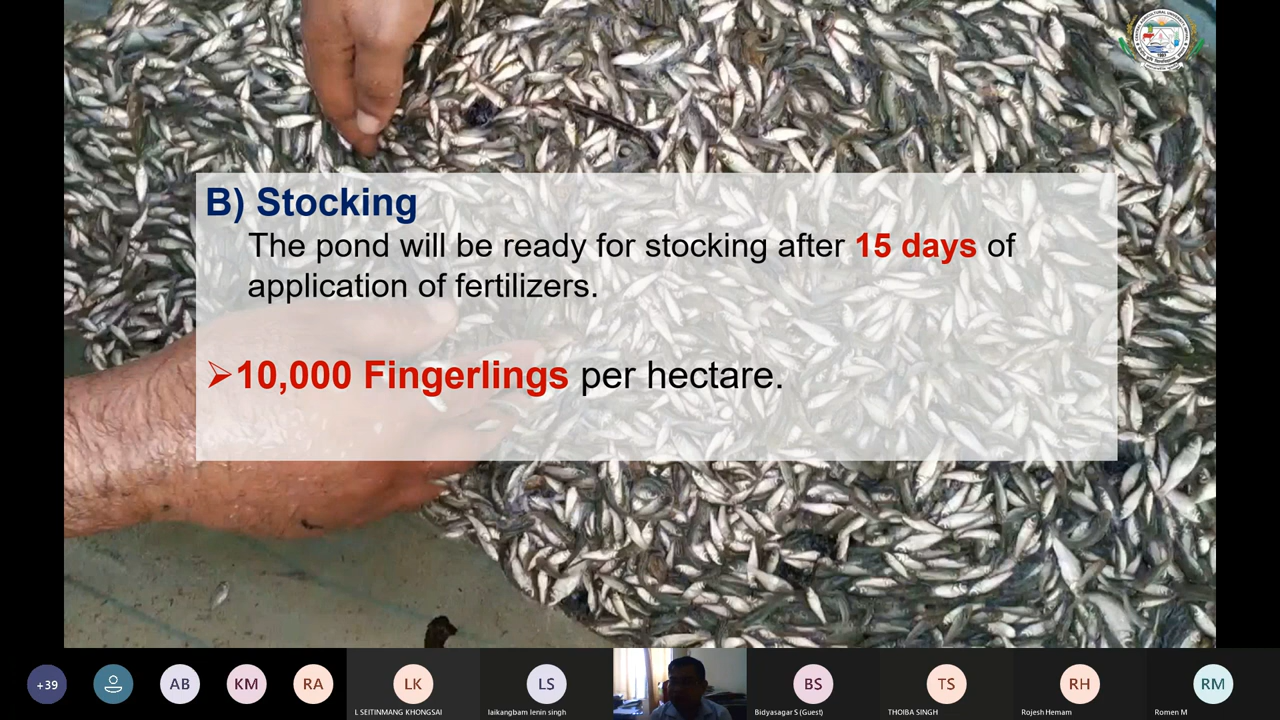 B) Stocking
The pond will be ready for stocking after 15 days of
application of fertilizers.
➢10,000 Fingerlings per hectare.
+39
AB
KM
RA
LK
LS
BS
TS
RH
RM
L SEITINMANG KHONGSAI
laikangbam lenin singh
Bidyasagar S (Guest)
THOIBA SINGH
Rojesh Hemam
Romen M